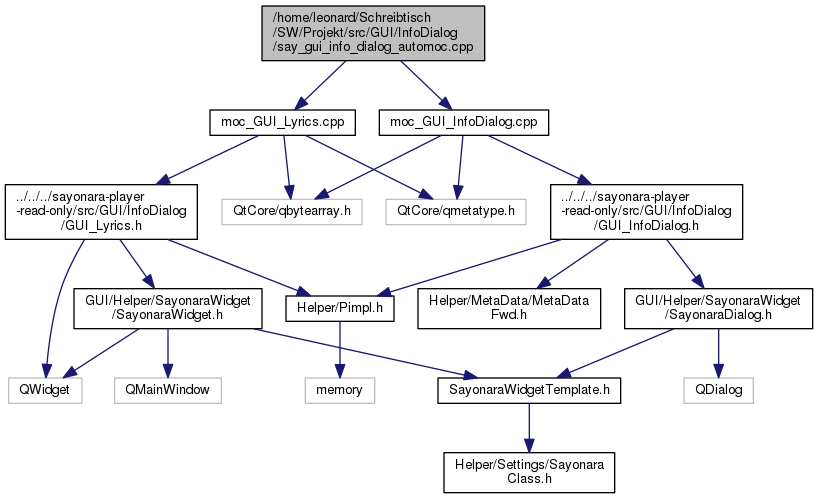 /home/leonard/Schreibtisch
/SW/Projekt/src/GUI/InfoDialog
/say_gui_info_dialog_automoc.cpp
moc_GUI_Lyrics.cpp
moc_GUI_InfoDialog.cpp
../../../sayonara-player
-read-only/src/GUI/InfoDialog
/GUI_Lyrics.h
QtCore/qbytearray.h
QtCore/qmetatype.h
../../../sayonara-player
-read-only/src/GUI/InfoDialog
/GUI_InfoDialog.h
GUI/Helper/SayonaraWidget
/SayonaraWidget.h
Helper/Pimpl.h
Helper/MetaData/MetaData
Fwd.h
GUI/Helper/SayonaraWidget
/SayonaraDialog.h
QWidget
QMainWindow
memory
SayonaraWidgetTemplate.h
QDialog
Helper/Settings/Sayonara
Class.h